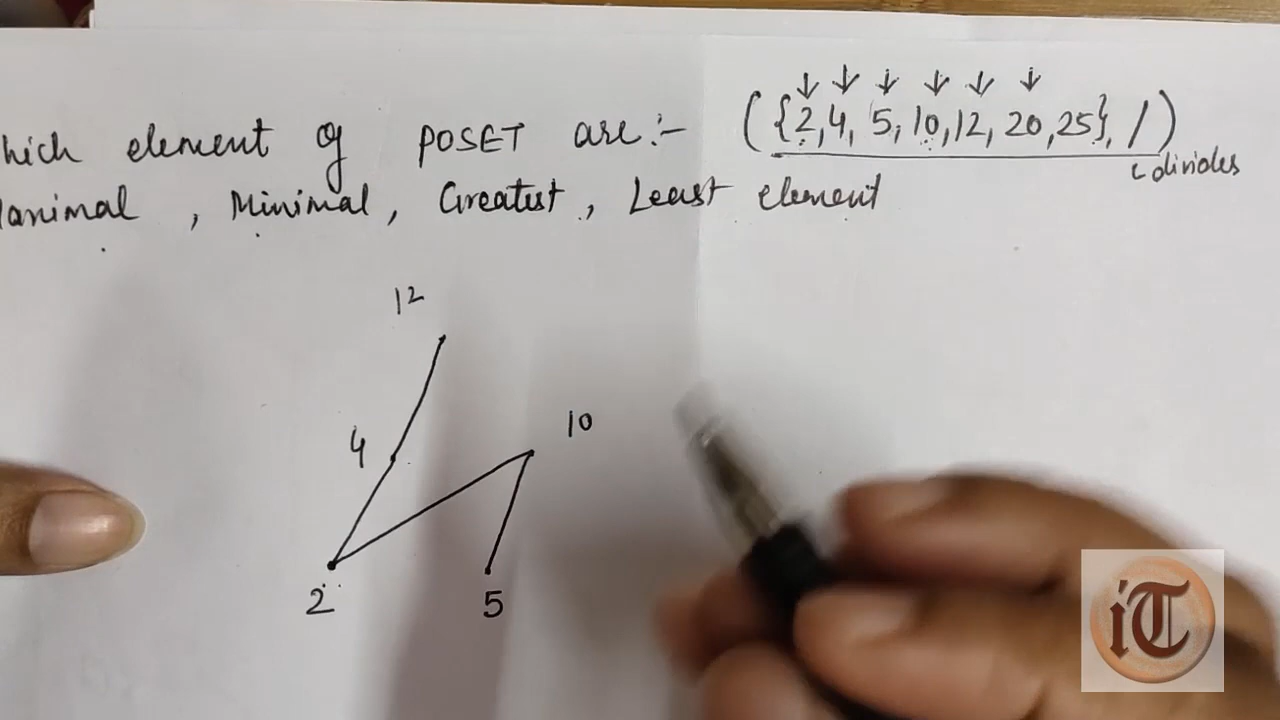 hich element of POSET are:- ({2,4, 5, 10, 12, 20, 25}, /)
divides
animal , Minimal, Greatest, Least element
12
4
10
2
5
iT